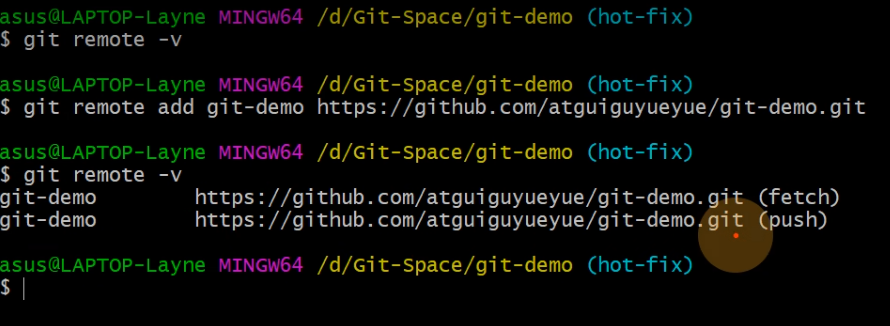 asus@LAPTOP-Layne MINGW64 /d/Git-Space/git-demo (hot-fix)
$ git remote -v
asus@LAPTOP-Layne MINGW64 /d/Git-Space/git-demo (hot-fix)
$ git remote add git-demo https://github.com/atguiguyueyue/git-demo.git
asus@LAPTOP-Layne MINGW64 /d/Git-Space/git-demo (hot-fix)
$ git remote -v
git-demo        https://github.com/atguiguyueyue/git-demo.git (fetch)
git-demo        https://github.com/atguiguyueyue/git-demo.git (push)
asus@LAPTOP-Layne MINGW64 /d/Git-Space/git-demo (hot-fix)
$